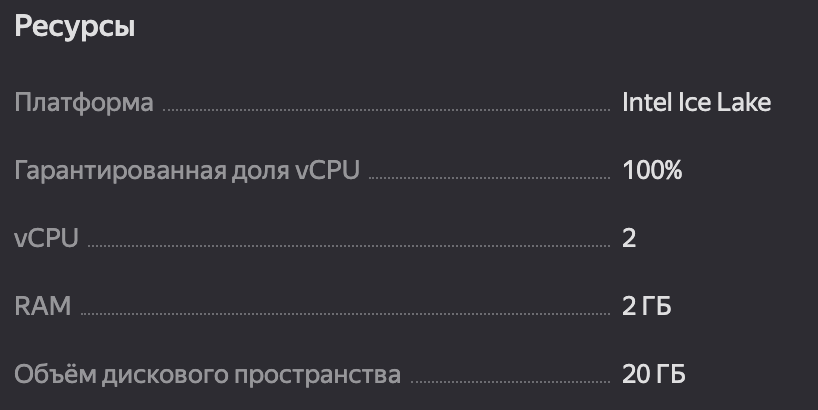 Ресурсы
Платформа Intel Ice Lake
Гарантированная доля vCPU 100%
vCPU 2
RAM 2 ГБ
Объём дискового пространства 20 ГБ